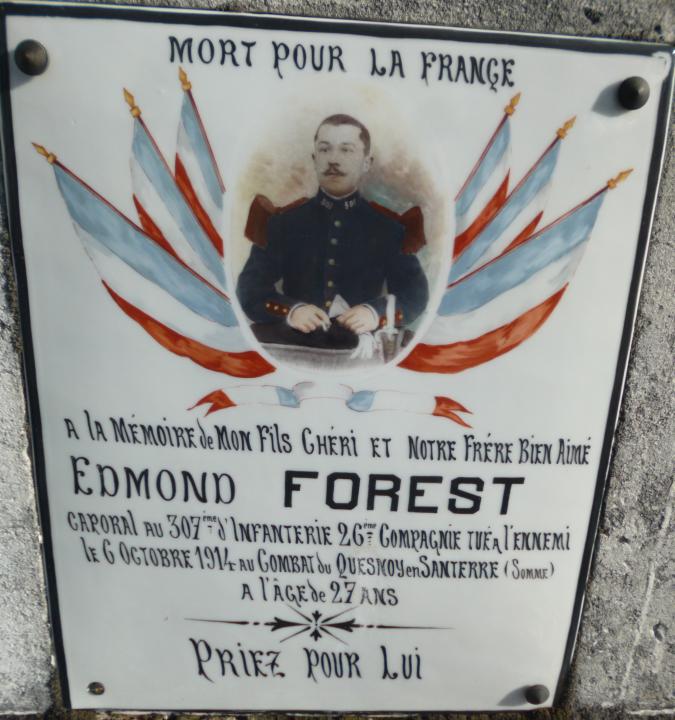 MORT POUR LA FRANÇE
A LA MÉMOIRE de MON FILS CHÉRI ET NOTRE FRÉRE BIEN AIMÉ
EDMOND FOREST
CAPORAL AU 307ème D'INFANTERIE 26ème COMPAGNIE TUÉ A L'ENNEMI
LE 6 OCTOBRE 1914 AU COMBAT du QUESNOY en SANTERRE (SOMME)
A L'ÂGE de 27 ANS
PRIEZ POUR LUI